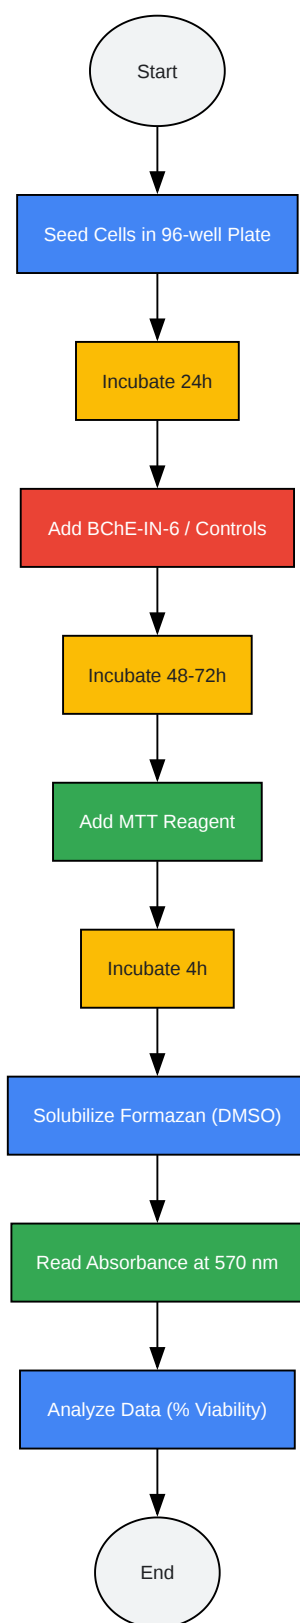 Start
Seed Cells in 96-well Plate
Incubate 24h
Add BChE-IN-6 / Controls
Incubate 48-72h
Add MTT Reagent
Incubate 4h
Solubilize Formazan (DMSO)
Read Absorbance at 570 nm
Analyze Data (% Viability)
End